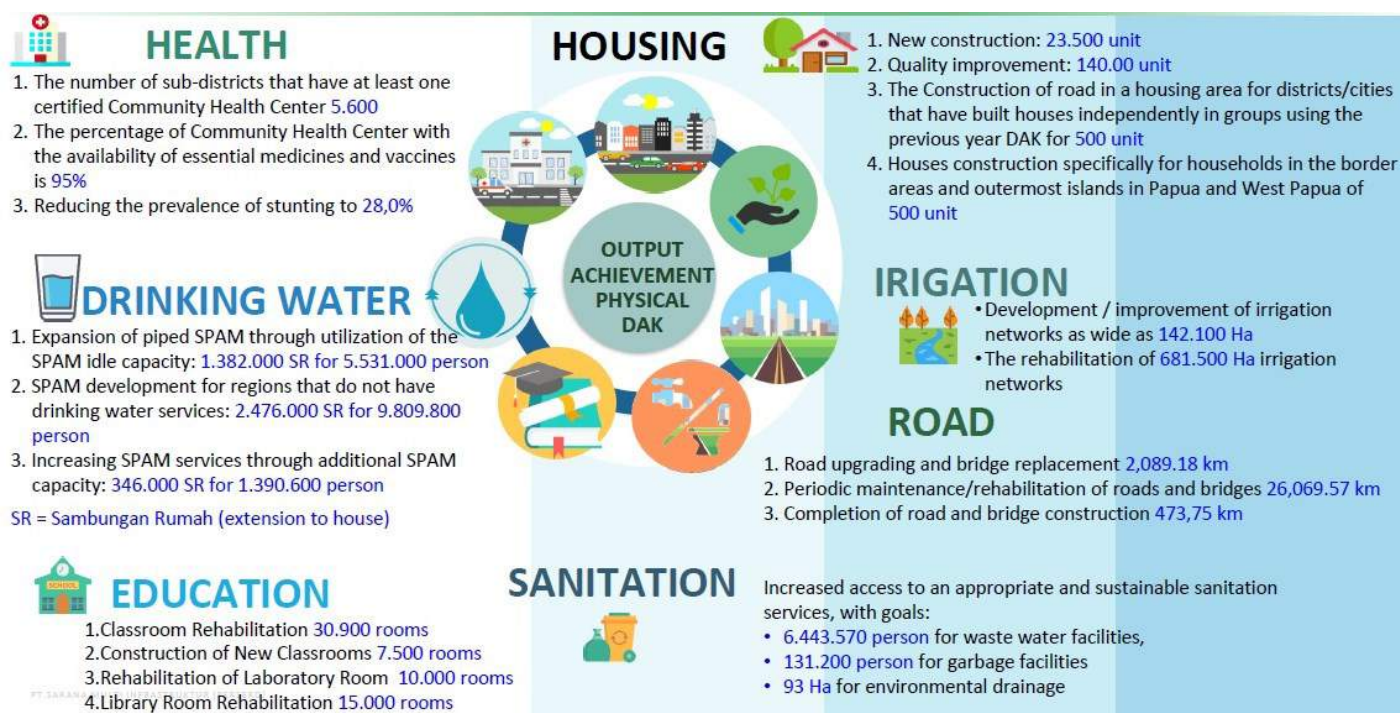 HEALTH
1. The number of sub-districts that have at least one
certified Community Health Center 5.600
2. The percentage of Community Health Center with
the availability of essential medicines and vaccines
is 95%
3. Reducing the prevalence of stunting to 28,0%
DRINKING WATER
1. Expansion of piped SPAM through utilization of the
SPAM idle capacity: 1.382.000 SR for 5.531.000 person
2. SPAM development for regions that do not have
drinking water services: 2.476.000 SR for 9.809.800
person
3. Increasing SPAM services through additional SPAM
capacity: 346.000 SR for 1.390.600 person
SR = Sambungan Rumah (extension to house)
EDUCATION
SCHOOL
1.Classroom Rehabilitation 30.900 rooms
2.Construction of New Classrooms 7.500 rooms
3.Rehabilitation of Laboratory Room 10.000 rooms
4.Library Room Rehabilitation 15.000 rooms
HOUSING
OUTPUT
ACHIEVEMENT
PHYSICAL
DAK
1. New construction: 23.500 unit
2. Quality improvement: 140.00 unit
3. The Construction of road in a housing area for districts/cities
that have built houses independently in groups using the
previous year DAK for 500 unit
4. Houses construction specifically for households in the border
areas and outermost islands in Papua and West Papua of
500 unit
IRIGATION
•Development / improvement of irrigation
networks as wide as 142.100 Ha
•The rehabilitation of 681.500 Ha irrigation
networks
ROAD
1. Road upgrading and bridge replacement 2,089.18 km
2. Periodic maintenance/rehabilitation of roads and bridges 26,069.57 km
3. Completion of road and bridge construction 473,75 km
SANITATION
Increased access to an appropriate and sustainable sanitation
services, with goals:
• 6.443.570 person for waste water facilities,
• 131.200 person for garbage facilities
• 93 Ha for environmental drainage